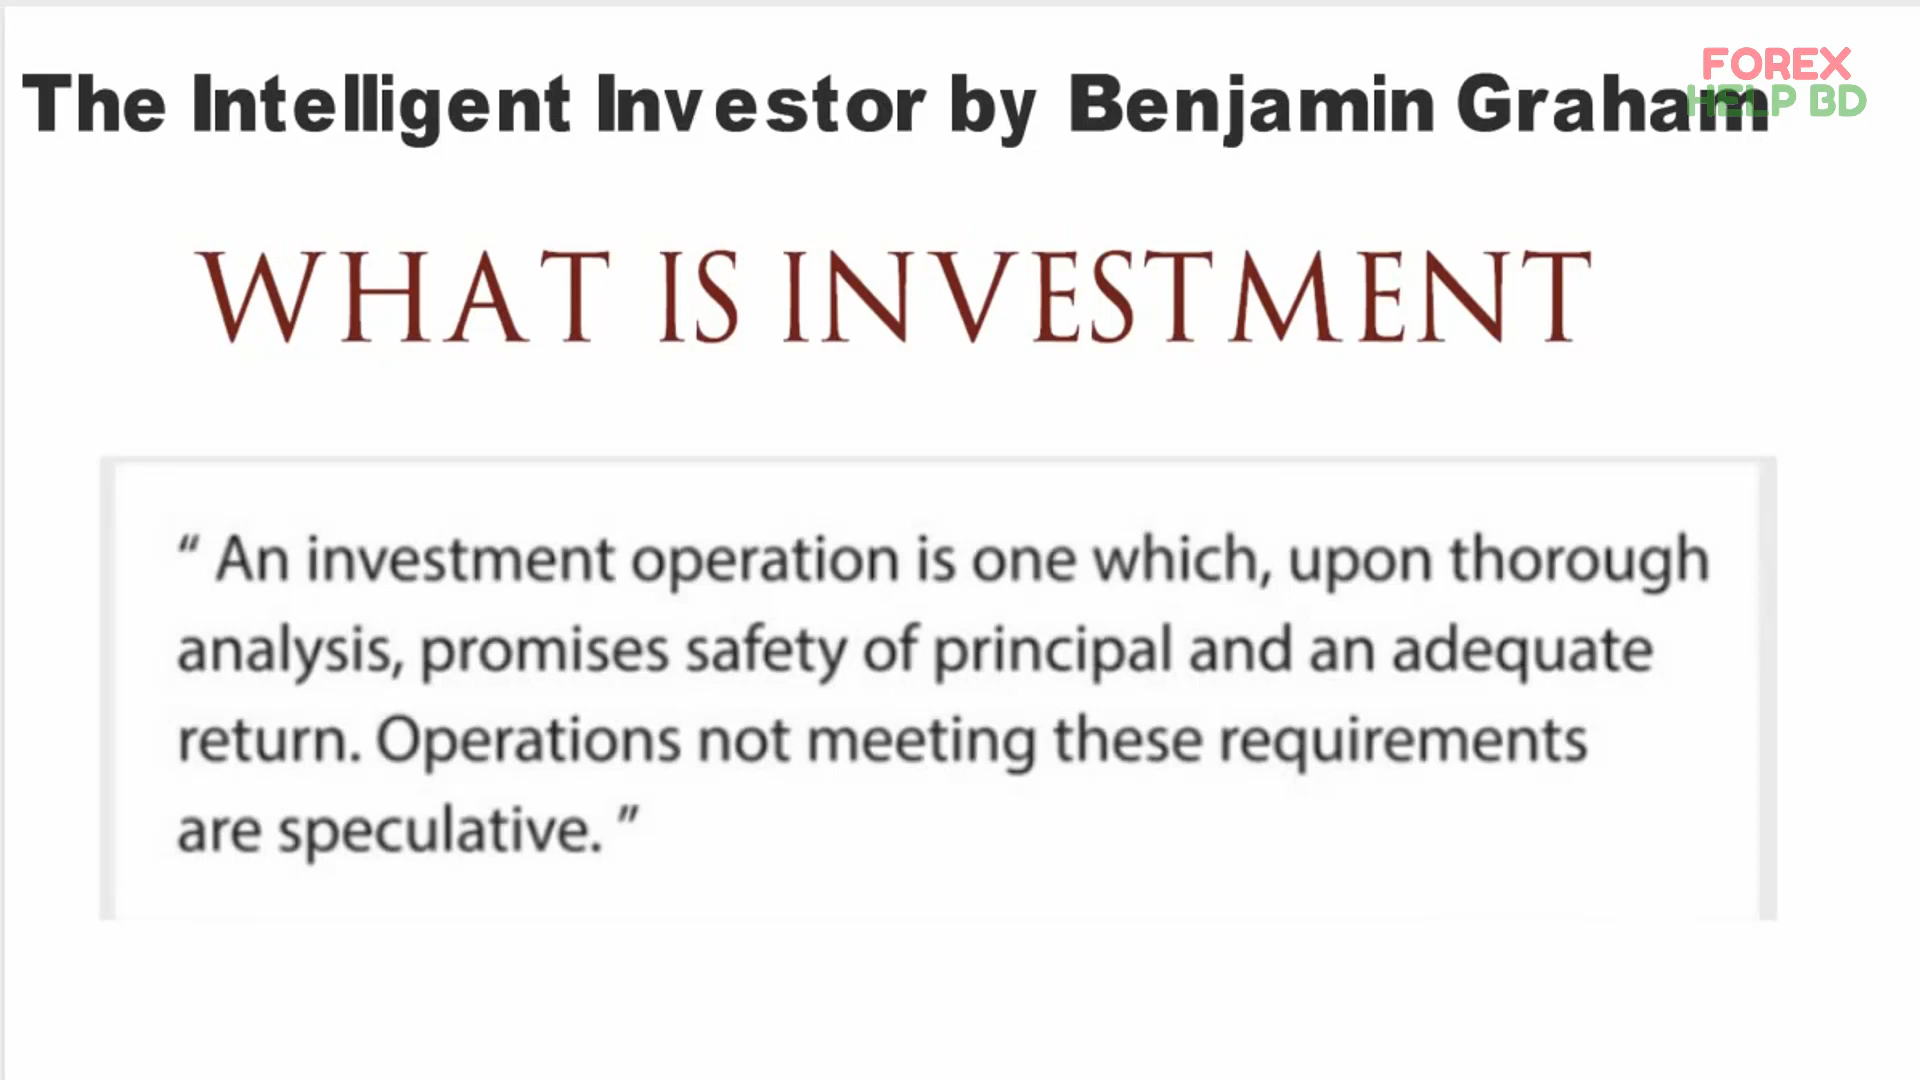 The Intelligent Investor by Benjamin Graham
FOREX
HELP BD
WHAT IS INVESTMENT
“ An investment operation is one which, upon thorough
analysis, promises safety of principal and an adequate
return. Operations not meeting these requirements
are speculative. ”